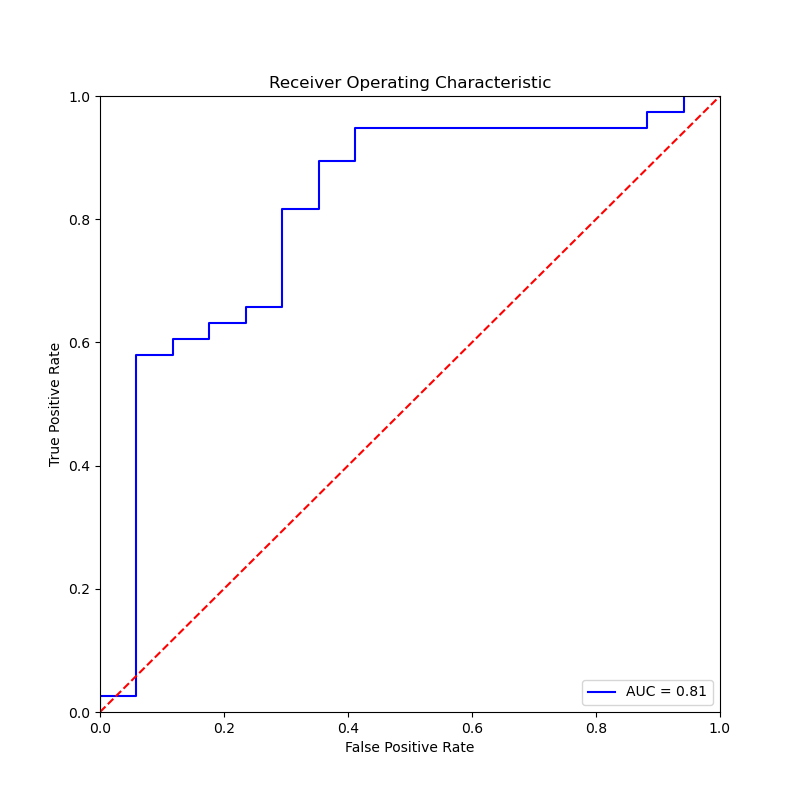 Receiver Operating Characteristic
1.0
0.8
0.6
0.4
0.2
0.0
True Positive Rate
AUC = 0.81
0.0 0.2 0.4 0.6 0.8 1.0
False Positive Rate